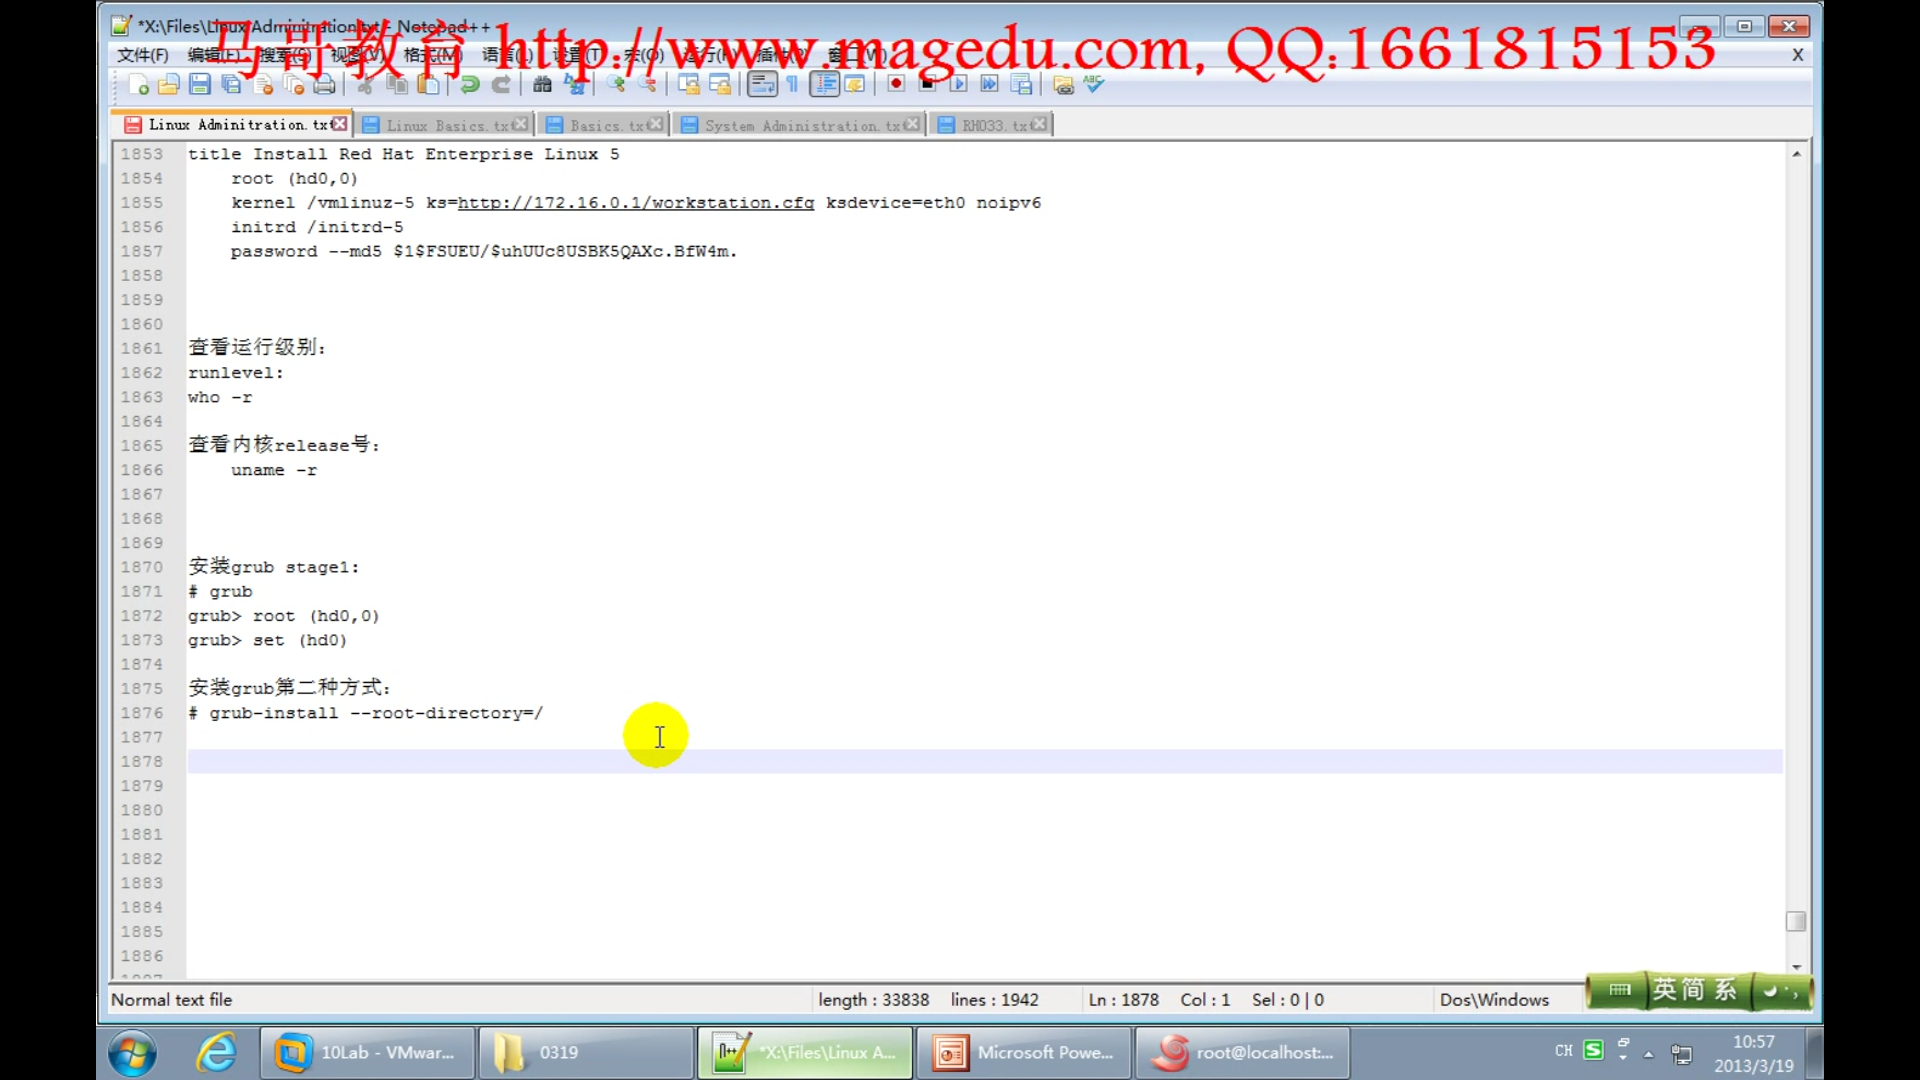 *X:\Files\Linux Adminitration.txt - Notepad++
马哥教育 http://www.magedu.com, QQ:1661815153
文件(F) 编辑(E) 搜索(S) 视图(V) 格式(M) 语言(L) 设置(T) 宏(O) 运行(R) 插件(P) 窗口(W)
X
Linux Adminitration.txt Linux Basics.txt Basics.txt System Administration.txt RH033.txt
1853 title Install Red Hat Enterprise Linux 5
1854 root (hd0,0)
1855 kernel /vmlinuz-5 ks=http://172.16.0.1/workstation.cfg ksdevice=eth0 noipv6
1856 initrd /initrd-5
1857 password --md5 $1$FSUEU/$uhUUc8USBK5QAXc.BfW4m.
1858
1859
1860
1861 查看运行级别:
1862 runlevel:
1863 who -r
1864
1865 查看内核release号:
1866 uname -r
1867
1868
1869
1870 安装grub stage1:
1871 # grub
1872 grub> root (hd0,0)
1873 grub> set (hd0)
1874
1875 安装grub第二种方式:
1876 # grub-install --root-directory=/
1877
1878
1879
1880
1881
1882
1883
1884
1885
1886
Normal text file length : 33838 lines : 1942 Ln : 1878 Col : 1 Sel : 0 | 0 Dos\Windows
英简系
10Lab - VMwar... 0319 *X:\Files\Linux A... Microsoft Powe... root@localhost:...
CH
10:57
2013/3/19